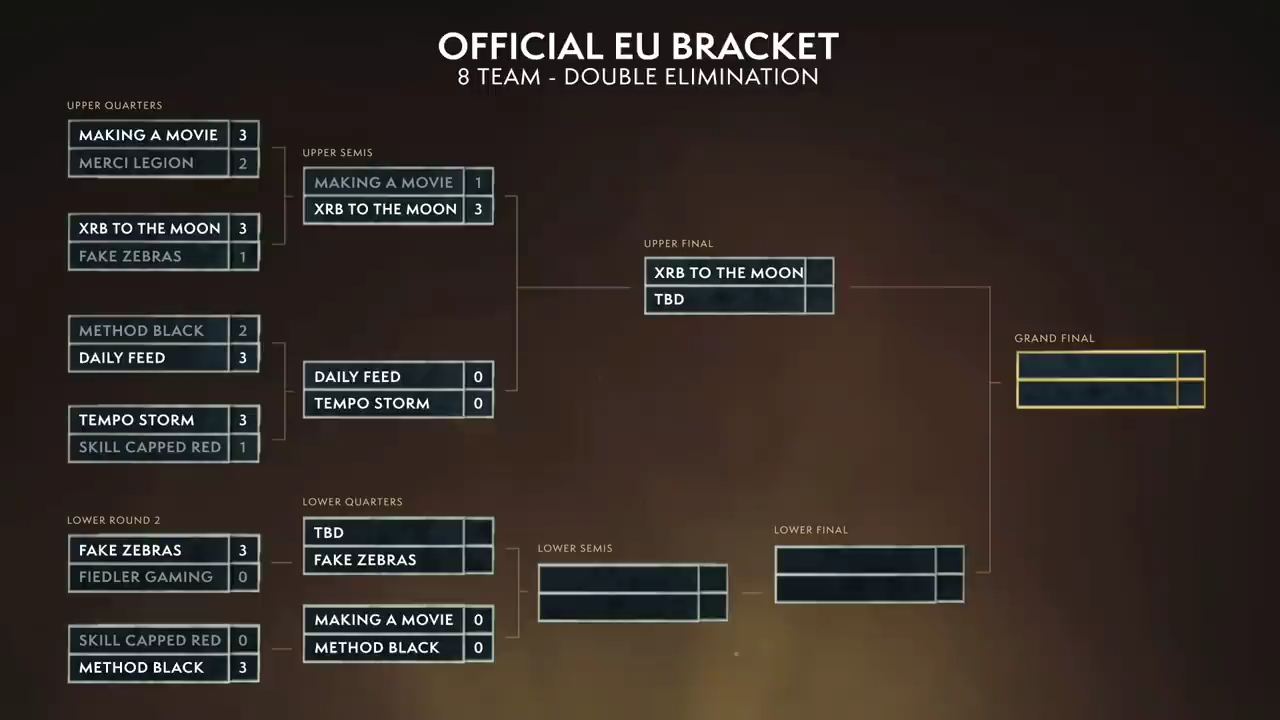 OFFICIAL EU BRACKET
8 TEAM - DOUBLE ELIMINATION
UPPER QUARTERS
MAKING A MOVIE 3
MERCI LEGION 2
XRB TO THE MOON 3
FAKE ZEBRAS 1
METHOD BLACK 2
DAILY FEED 3
TEMPO STORM 3
SKILL CAPPED RED 1
UPPER SEMIS
MAKING A MOVIE 1
XRB TO THE MOON 3
DAILY FEED 0
TEMPO STORM 0
UPPER FINAL
XRB TO THE MOON
TBD
GRAND FINAL
LOWER ROUND 2
FAKE ZEBRAS 3
FIEDLER GAMING 0
SKILL CAPPED RED 0
METHOD BLACK 3
LOWER QUARTERS
TBD
FAKE ZEBRAS
MAKING A MOVIE 0
METHOD BLACK 0
LOWER SEMIS
LOWER FINAL